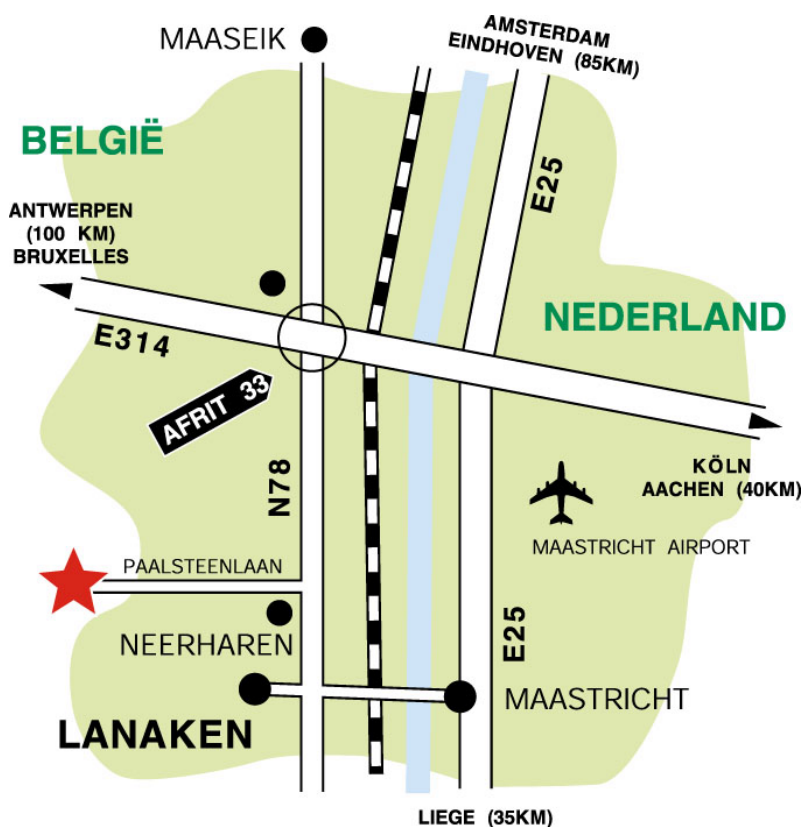 MAASEIK
AMSTERDAM
EINDHOVEN (85KM)
BELGIË
E25
ANTWERPEN
(100 KM)
BRUXELLES
NEDERLAND
E314
AFRIT 33
N78
KÖLN
AACHEN (40KM)
MAASTRICHT AIRPORT
PAALSTEENLAAN
E25
NEERHAREN
MAASTRICHT
LANAKEN
LIEGE (35KM)